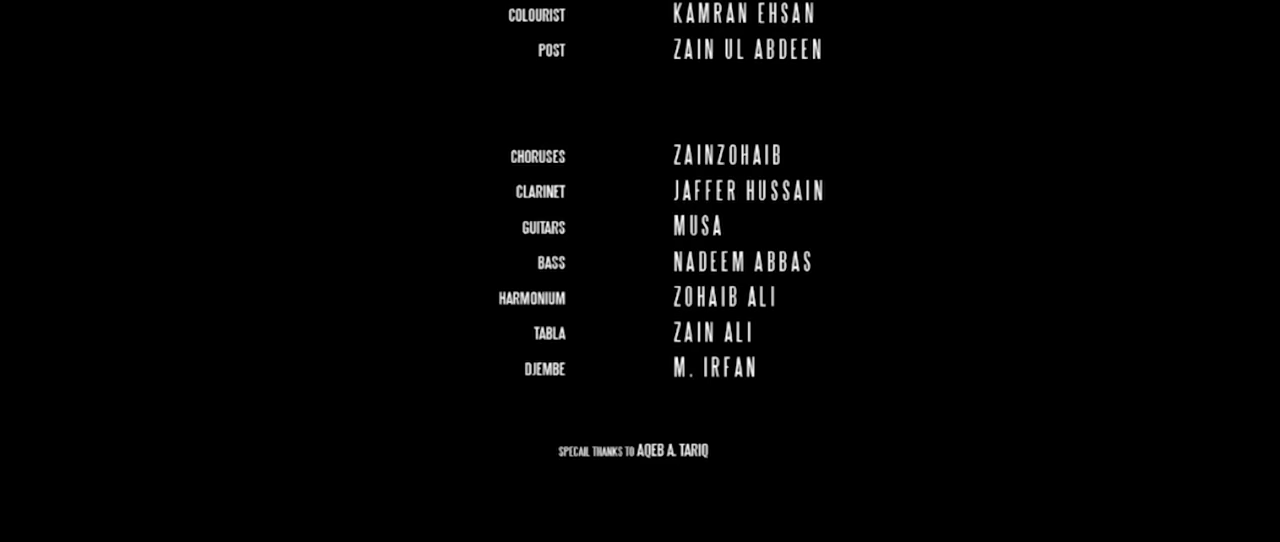 COLOURIST KAMRAN EHSAN
POST ZAIN UL ABDEEN
CHORUSES ZAINZOHAIB
CLARINET JAFFER HUSSAIN
GUITARS MUSA
BASS NADEEM ABBAS
HARMONIUM ZOHAIB ALI
TABLA ZAIN ALI
DJEMBE M. IRFAN
SPECAIL THANKS TO AQEB A. TARIQ